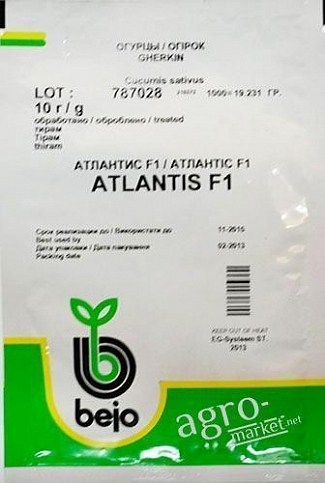 ОГУРЦЫ / ОГІРОК
GHERKIN
Cucumis sativus
LOT : 787028 1000= 19.231 ГР.
10 г / g
обработано / оброблено / treated
тирам
Тірам
thiram
АТЛАНТИС F1 / АТЛАНТІС F1
ATLANTIS F1
Срок реализации до / Використати до 11-2015
Best used by
Дата упаковки / Дата пакування 02-2013
Packing date
KEEP OUT OF HEAT
EG-Systeem ST.
2013
bejo
agro-
market.net